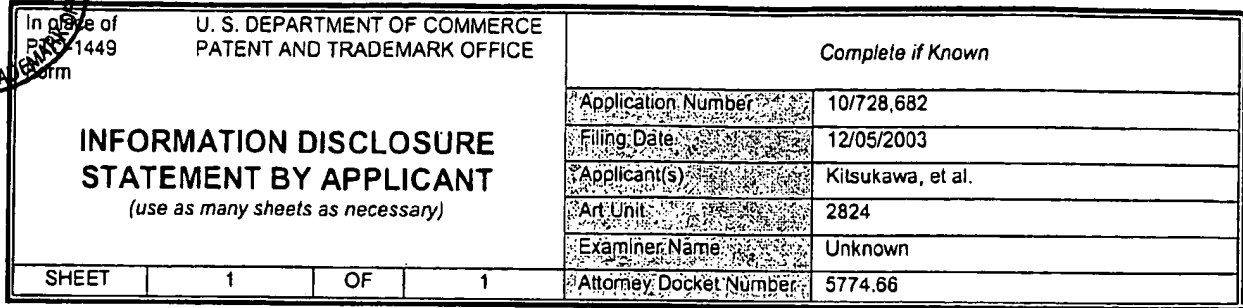 In place of U. S. DEPARTMENT OF COMMERCE
1449 PATENT AND TRADEMARK OFFICE
Form
INFORMATION DISCLOSURE
STATEMENT BY APPLICANT
(use as many sheets as necessary)
SHEET 1 OF 1
Complete if Known
Application Number 10/728,682
Filing Date 12/05/2003
Applicant(s) Kitsukawa, et al.
Art Unit 2824
Examiner Name Unknown
Attorney Docket Number 5774.66